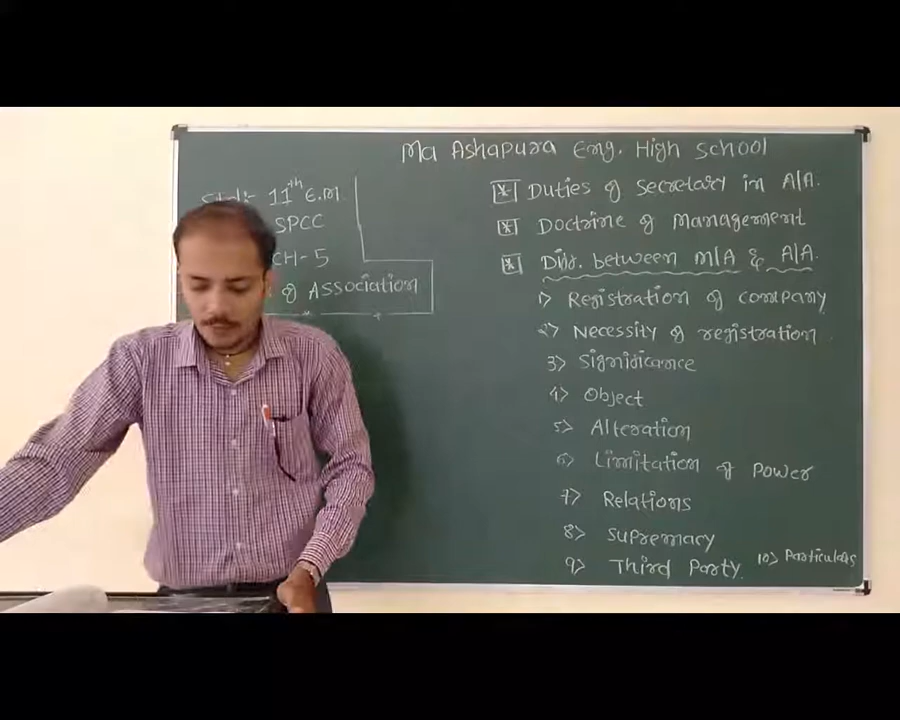 Ma Ashapura Eng. High School
Std:- 11th E.M.
SPCC
CH-5
of Association
* Duties of secretary in A/A.
* Doctrine of management
* Diff. between M/A & A/A.
1> Registration of company
2> Necessity of registration
3> Significance
4> Object
5> Alteration
6> Limitation of Power
7> Relations
8> Supremacy
9> Third Party
10> Particulars